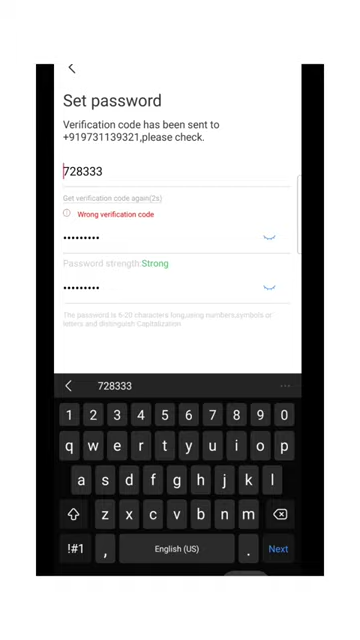 Set password
Verification code has been sent to
+919731139321,please check.
728333
Get verification code again(2s)
Wrong verification code
•••••••••
Password strength:Strong
•••••••••
The password is 6-20 characters long,using numbers,symbols or
letters and distinguish Capitalization
728333
1 2 3 4 5 6 7 8 9 0
q w e r t y u i o p
a s d f g h j k l
z x c v b n m
!#1 , English (US) . Next